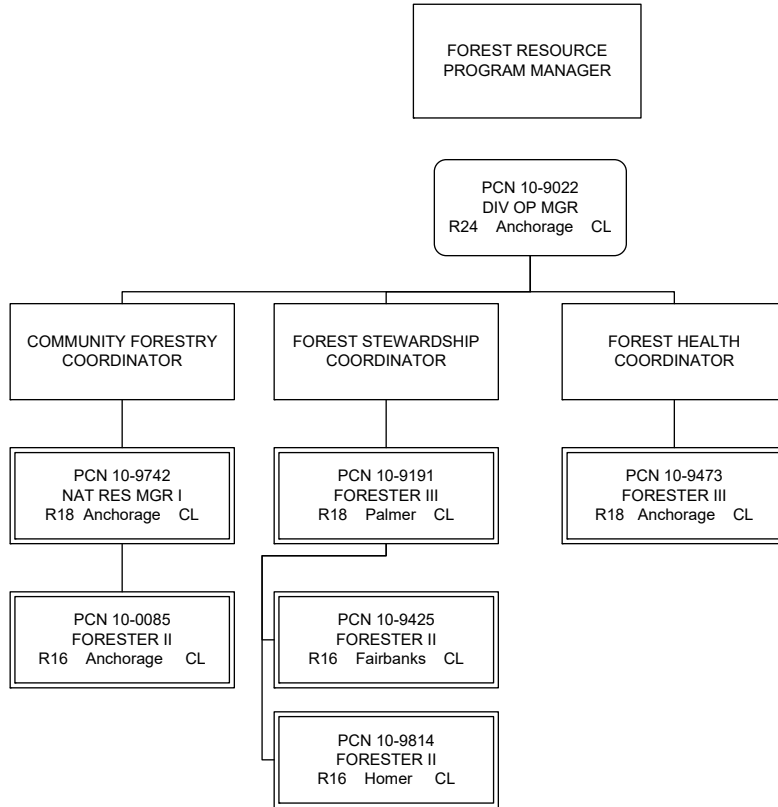 FOREST RESOURCE
PROGRAM MANAGER
PCN 10-9022
DIV OP MGR
R24 Anchorage CL
COMMUNITY FORESTRY
COORDINATOR
FOREST STEWARDSHIP
COORDINATOR
FOREST HEALTH
COORDINATOR
PCN 10-9742
NAT RES MGR I
R18 Anchorage CL
PCN 10-9191
FORESTER III
R18 Palmer CL
PCN 10-9473
FORESTER III
R18 Anchorage CL
PCN 10-0085
FORESTER II
R16 Anchorage CL
PCN 10-9425
FORESTER II
R16 Fairbanks CL
PCN 10-9814
FORESTER II
R16 Homer CL